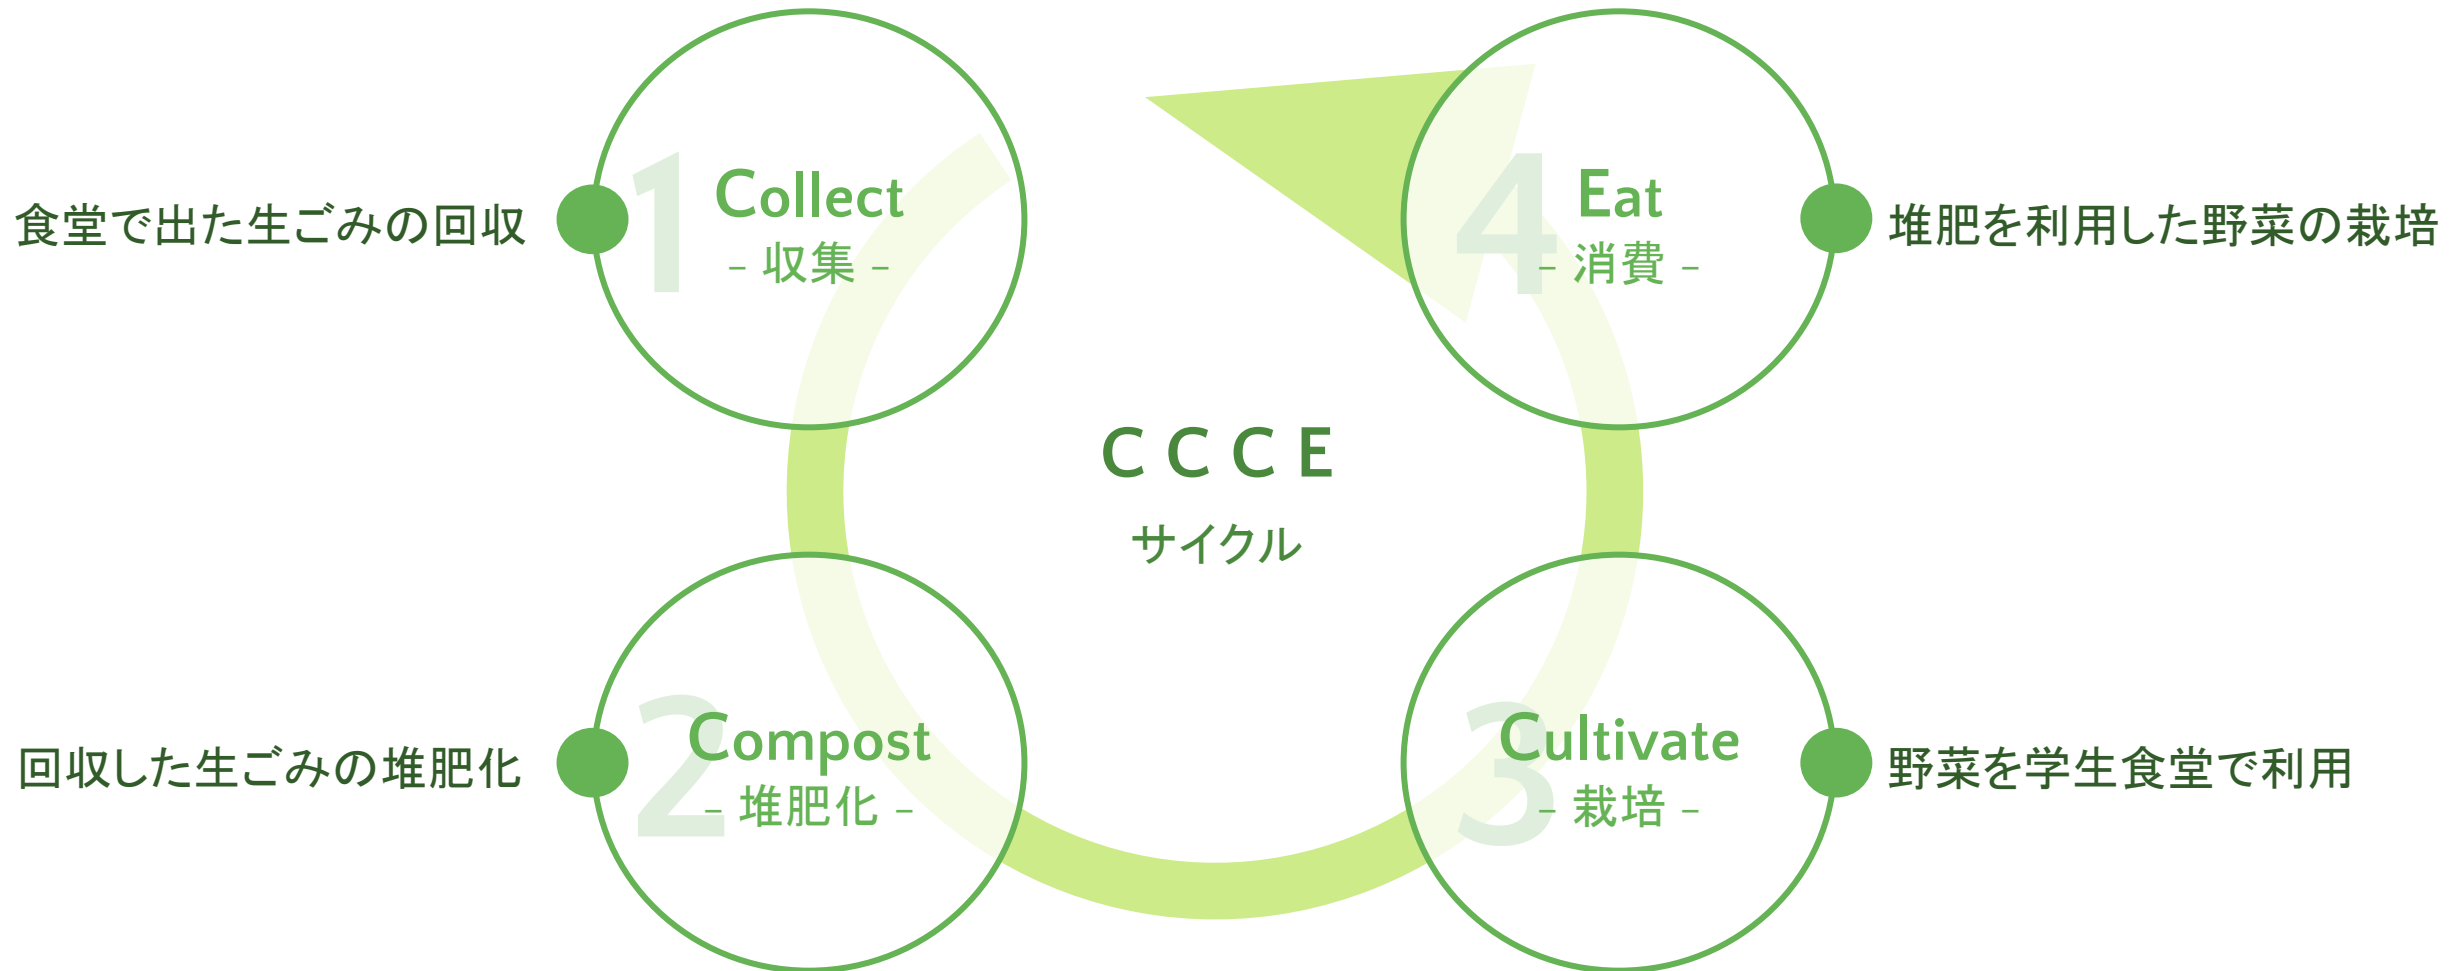 食堂で出た生ごみの回収
1
Collect
- 収集 -
4
Eat
- 消費 -
堆肥を利用した野菜の栽培
CCCE
サイクル
回収した生ごみの堆肥化
2
Compost
- 堆肥化 -
3
Cultivate
- 栽培 -
野菜を学生食堂で利用